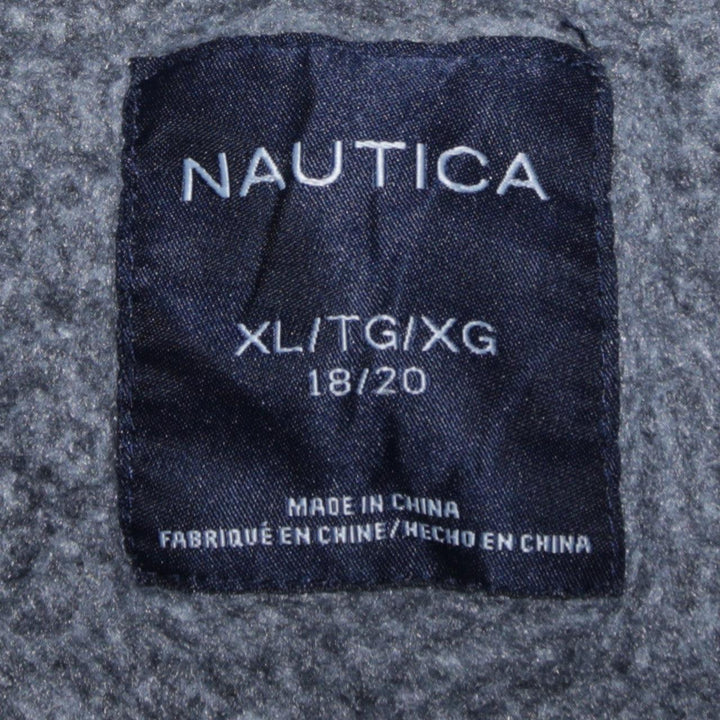 NAUTICA
XL/TG/XG
18/20
MADE IN CHINA
FABRIQUÉ EN CHINE/HECHO EN CHINA